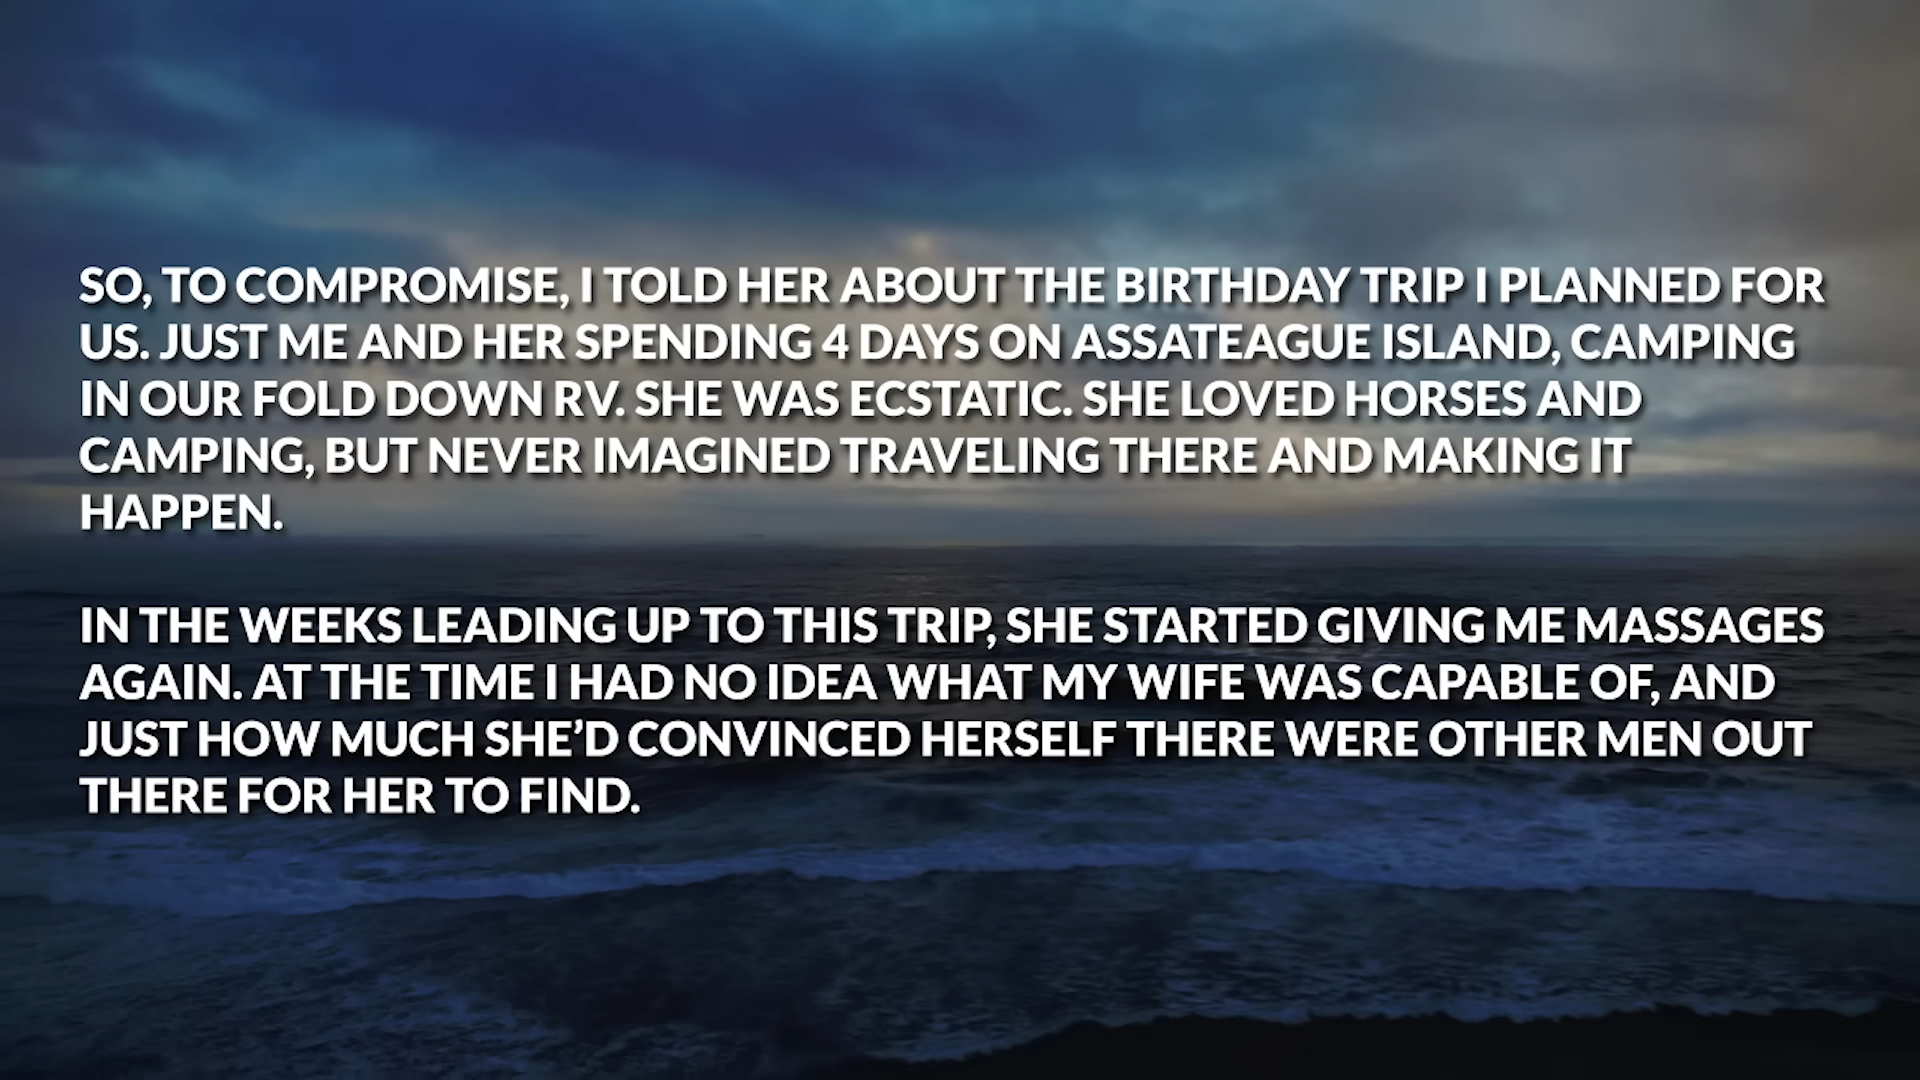 SO, TO COMPROMISE, I TOLD HER ABOUT THE BIRTHDAY TRIP I PLANNED FOR
US. JUST ME AND HER SPENDING 4 DAYS ON ASSATEAGUE ISLAND, CAMPING
IN OUR FOLD DOWN RV. SHE WAS ECSTATIC. SHE LOVED HORSES AND
CAMPING, BUT NEVER IMAGINED TRAVELING THERE AND MAKING IT
HAPPEN.
IN THE WEEKS LEADING UP TO THIS TRIP, SHE STARTED GIVING ME MASSAGES
AGAIN. AT THE TIME I HAD NO IDEA WHAT MY WIFE WAS CAPABLE OF, AND
JUST HOW MUCH SHE’D CONVINCED HERSELF THERE WERE OTHER MEN OUT
THERE FOR HER TO FIND.